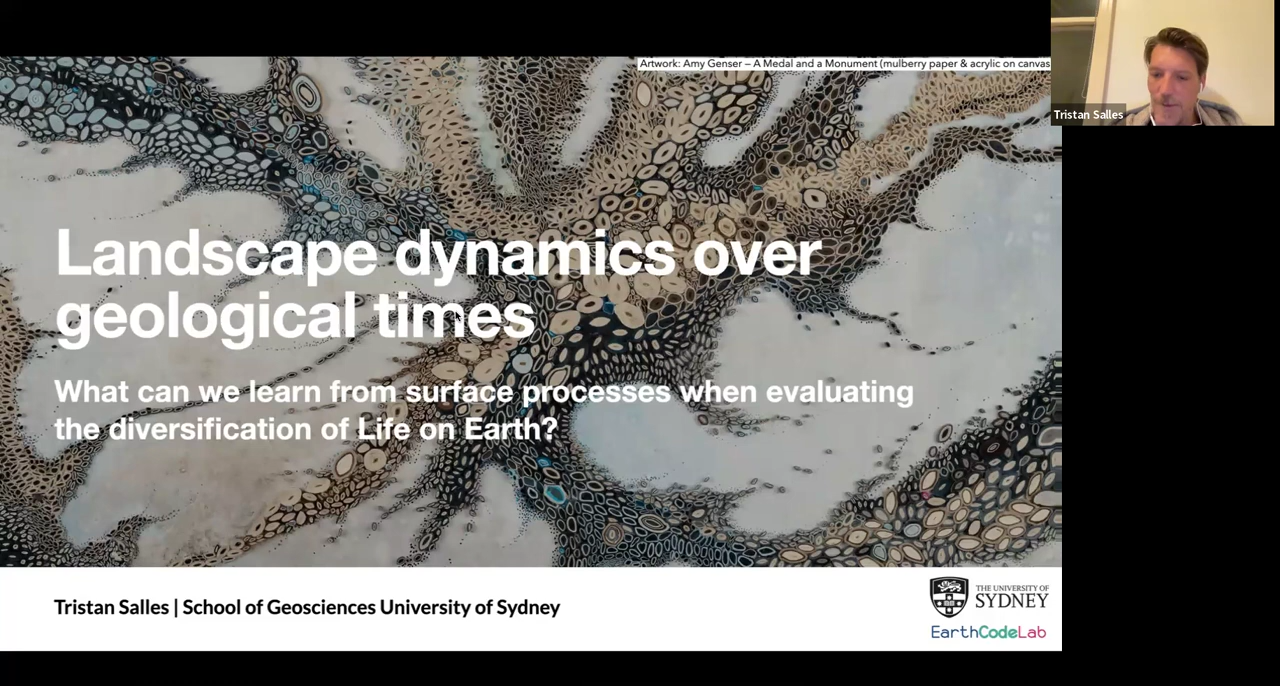 Artwork: Amy Genser – A Medal and a Monument (mulberry paper & acrylic on canvas
Tristan Salles
Landscape dynamics over
geological times
What can we learn from surface processes when evaluating
the diversification of Life on Earth?
Tristan Salles | School of Geosciences University of Sydney
THE UNIVERSITY OF
SYDNEY
EarthCodeLab